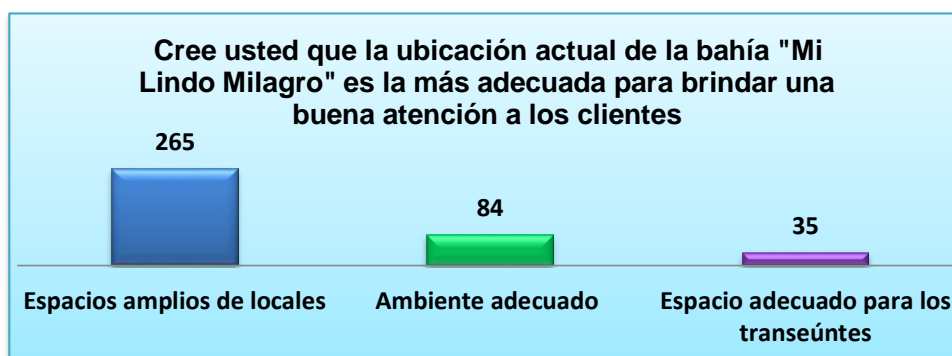 Cree usted que la ubicación actual de la bahía "Mi
Lindo Milagro" es la más adecuada para brindar una
buena atención a los clientes
265
84
35
Espacios amplios de locales
Ambiente adecuado
Espacio adecuado para los
transeúntes